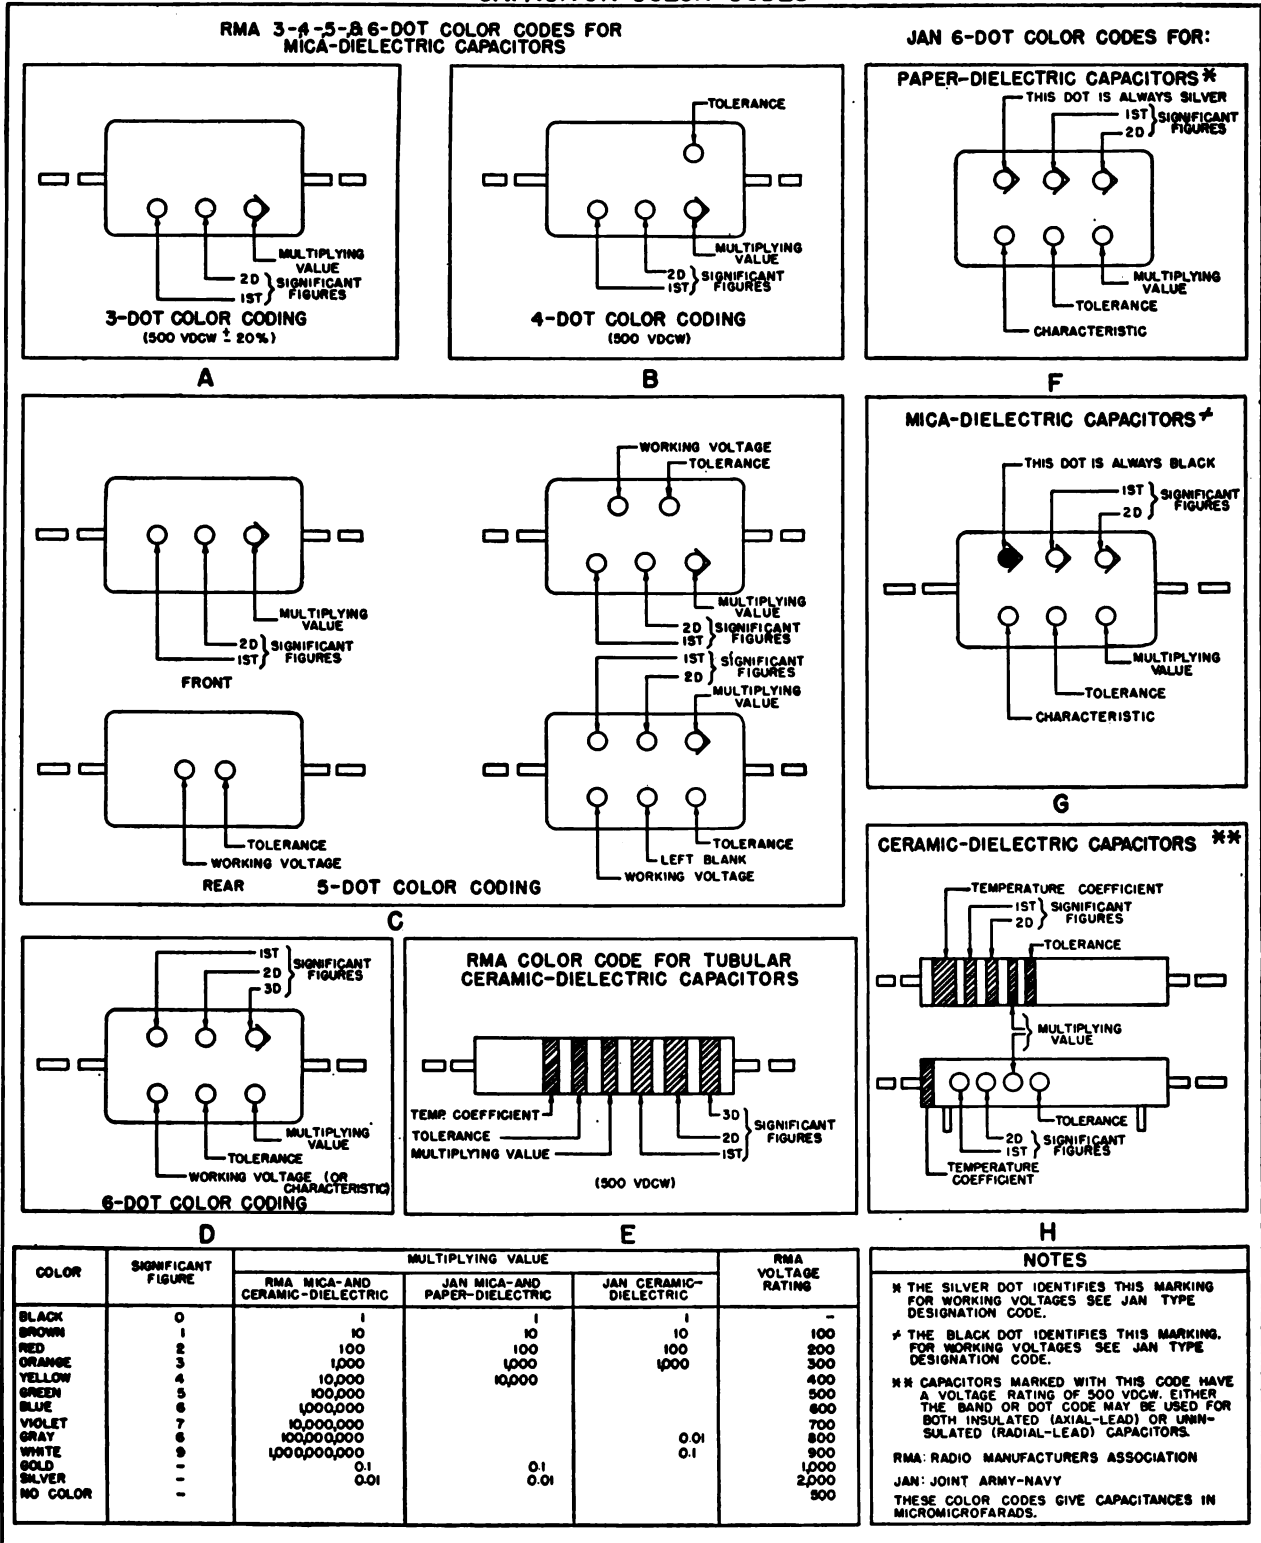 RMA 3-4-5-& 6-DOT COLOR CODES FOR
MICA-DIELECTRIC CAPACITORS
TOLERANCE
MULTIPLYING
VALUE
2D
1ST
SIGNIFICANT
FIGURES
3-DOT COLOR CODING
(500 VDCW ± 20%)
A
MULTIPLYING
VALUE
2D
1ST
SIGNIFICANT
FIGURES
4-DOT COLOR CODING
(500 VDCW)
B
JAN 6-DOT COLOR CODES FOR:
PAPER-DIELECTRIC CAPACITORS*
THIS DOT IS ALWAYS SILVER
1ST
2D
SIGNIFICANT
FIGURES
MULTIPLYING
VALUE
TOLERANCE
CHARACTERISTIC
F
MULTIPLYING
VALUE
2D
1ST
SIGNIFICANT
FIGURES
FRONT
TOLERANCE
WORKING VOLTAGE
REAR
WORKING VOLTAGE
TOLERANCE
MULTIPLYING
VALUE
2D
1ST
SIGNIFICANT
FIGURES
1ST
2D
SIGNIFICANT
FIGURES
MULTIPLYING
VALUE
TOLERANCE
LEFT BLANK
WORKING VOLTAGE
5-DOT COLOR CODING
C
MICA-DIELECTRIC CAPACITORS≠
THIS DOT IS ALWAYS BLACK
1ST
2D
SIGNIFICANT
FIGURES
MULTIPLYING
VALUE
TOLERANCE
CHARACTERISTIC
G
1ST
2D
3D
SIGNIFICANT
FIGURES
MULTIPLYING
VALUE
TOLERANCE
WORKING VOLTAGE (OR
CHARACTERISTIC)
6-DOT COLOR CODING
D
RMA COLOR CODE FOR TUBULAR
CERAMIC-DIELECTRIC CAPACITORS
TEMP. COEFFICIENT
TOLERANCE
MULTIPLYING VALUE
3D
2D
1ST
SIGNIFICANT
FIGURES
(500 VDCW)
E
CERAMIC-DIELECTRIC CAPACITORS **
TEMPERATURE COEFFICIENT
1ST
2D
SIGNIFICANT
FIGURES
TOLERANCE
MULTIPLYING
VALUE
TOLERANCE
2D
1ST
SIGNIFICANT
FIGURES
TEMPERATURE
COEFFICIENT
H
COLOR
SIGNIFICANT
FIGURE
MULTIPLYING VALUE
RMA
VOLTAGE
RATING
RMA MICA-AND
CERAMIC-DIELECTRIC
JAN MICA-AND
PAPER-DIELECTRIC
JAN CERAMIC-
DIELECTRIC
BLACK 0 1 1 1 -
BROWN 1 10 10 10 100
RED 2 100 100 100 200
ORANGE 3 1,000 1,000 1,000 300
YELLOW 4 10,000 10,000 400
GREEN 5 100,000 500
BLUE 6 1,000,000 600
VIOLET 7 10,000,000 700
GRAY 100,000,000 0.01 800
WHITE 9 1,000,000,000 0.1 900
GOLD - 0.1 0.1 1,000
SILVER - 0.01 0.01 2,000
NO COLOR - 500
NOTES
* THE SILVER DOT IDENTIFIES THIS MARKING
FOR WORKING VOLTAGES SEE JAN TYPE
DESIGNATION CODE.
≠ THE BLACK DOT IDENTIFIES THIS MARKING.
FOR WORKING VOLTAGES SEE JAN TYPE
DESIGNATION CODE.
** CAPACITORS MARKED WITH THIS CODE HAVE
A VOLTAGE RATING OF 500 VDCW. EITHER
THE BAND OR DOT CODE MAY BE USED FOR
BOTH INSULATED (AXIAL-LEAD) OR UNIN-
SULATED (RADIAL-LEAD) CAPACITORS.
RMA: RADIO MANUFACTURERS ASSOCIATION
JAN: JOINT ARMY-NAVY
THESE COLOR CODES GIVE CAPACITANCES IN
MICROMICROFARADS.